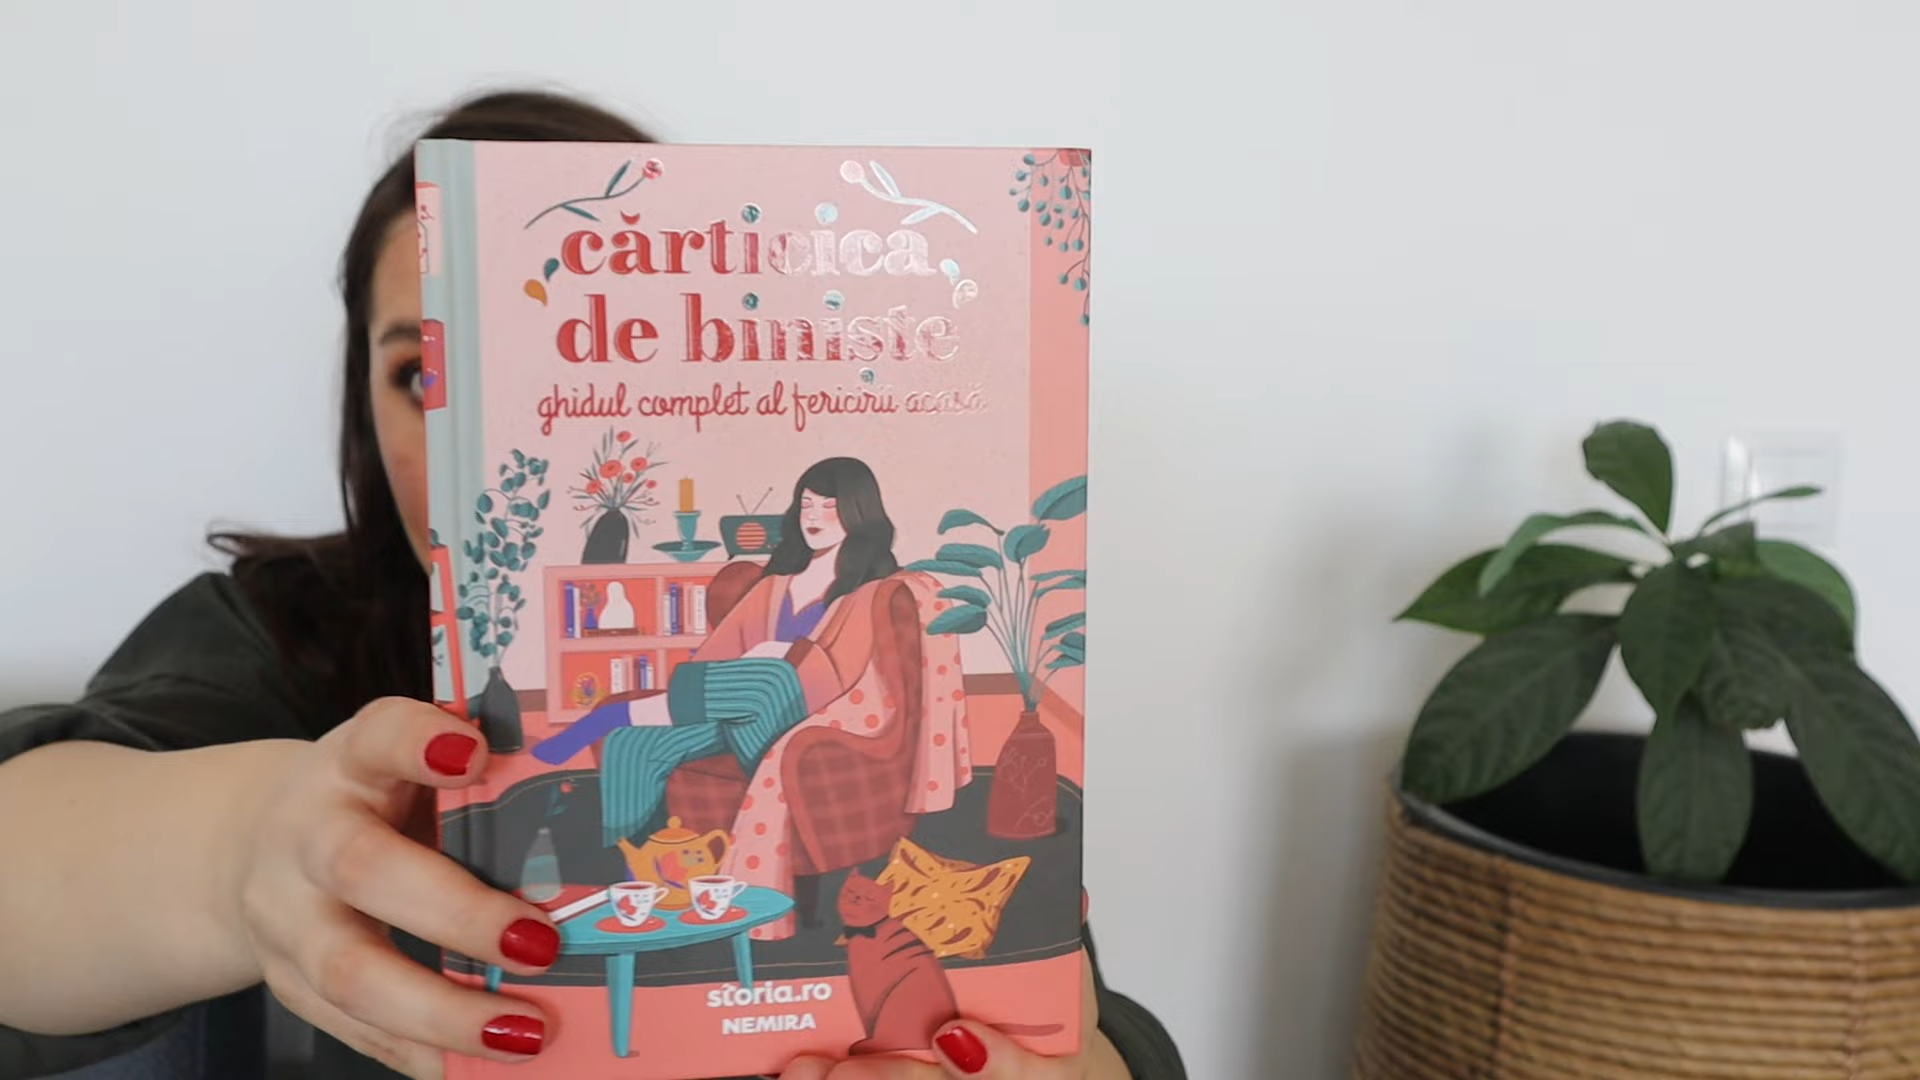 cărticica
de biniște
ghidul complet al fericirii acasă
storia.ro
NEMIRA